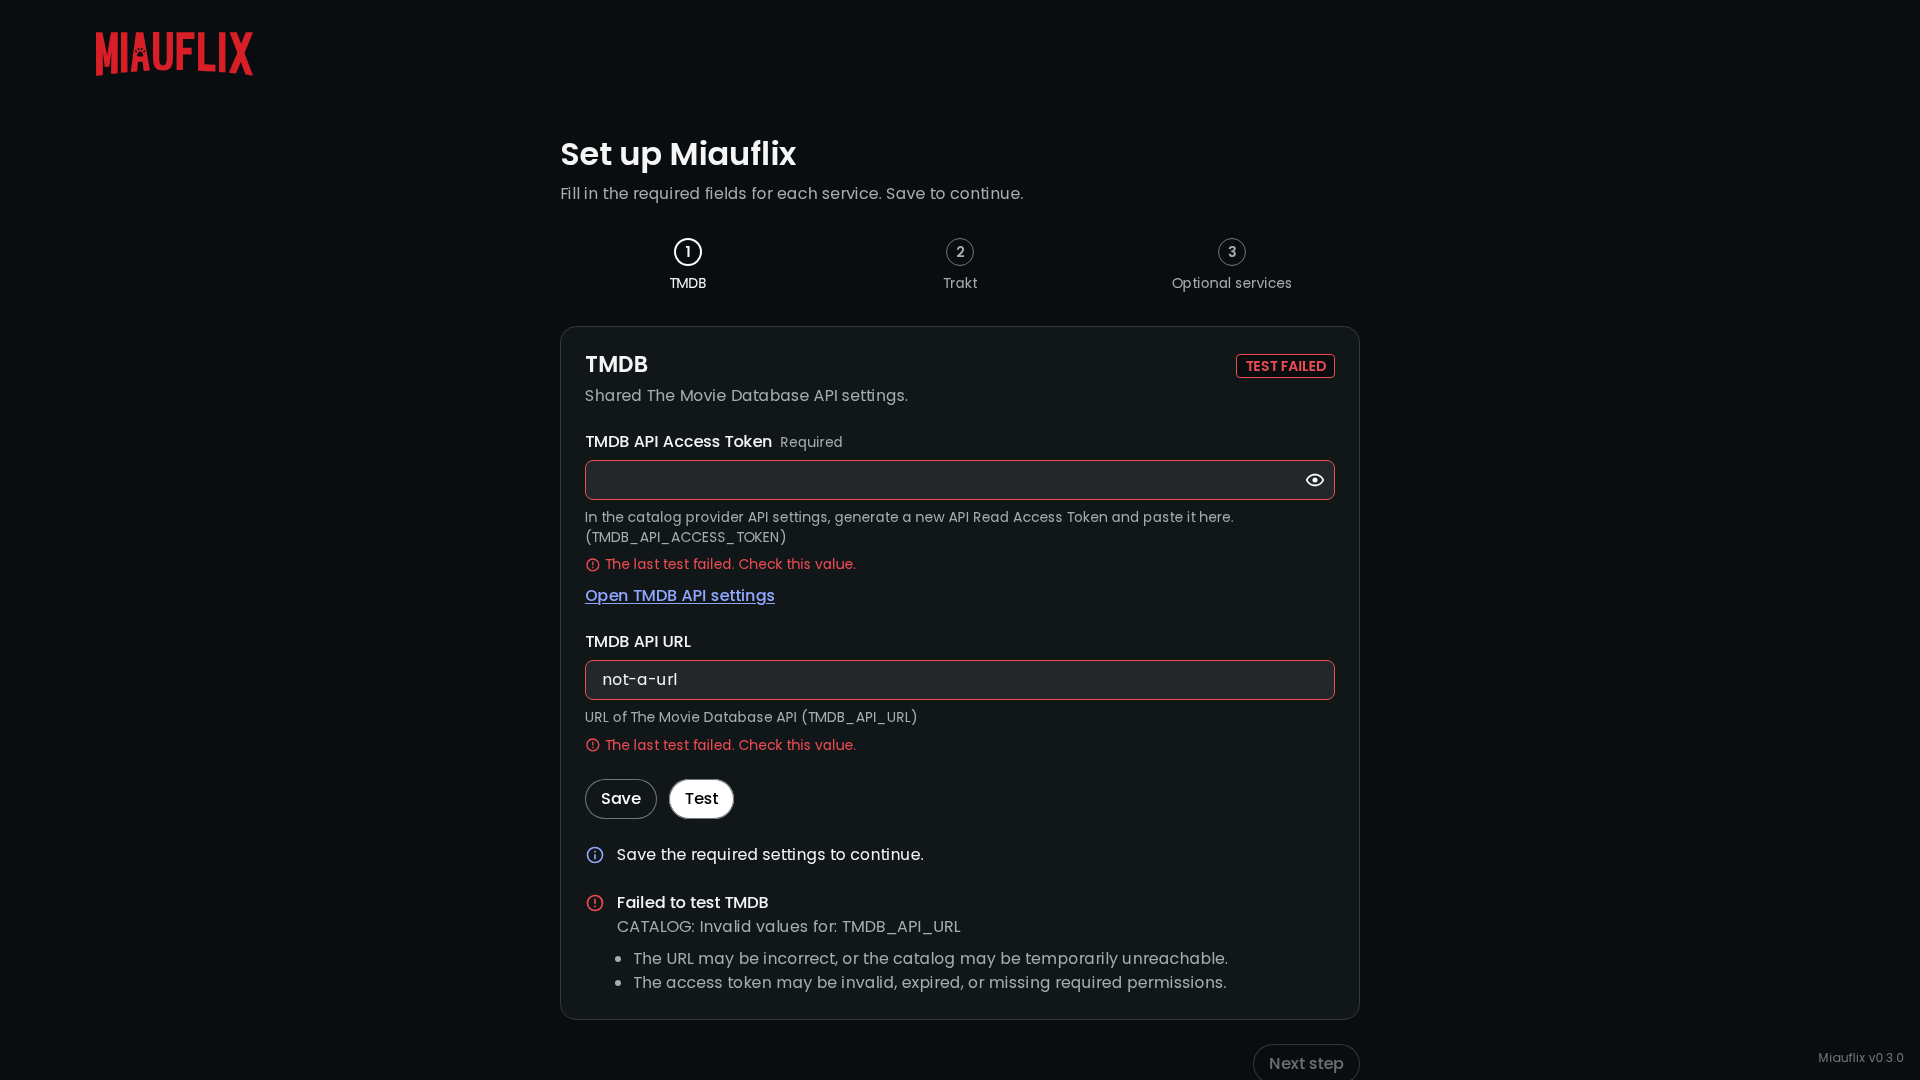 MIAUFLIX
Set up Miauflix
Fill in the required fields for each service. Save to continue.
1
2
3
TMDB
Trakt
Optional services
TMDB
TEST FAILED
Shared The Movie Database API settings.
TMDB API Access Token Required
In the catalog provider API settings, generate a new API Read Access Token and paste it here.
(TMDB_API_ACCESS_TOKEN)
The last test failed. Check this value.
Open TMDB API settings
TMDB API URL
not-a-url
URL of The Movie Database API (TMDB_API_URL)
The last test failed. Check this value.
Save
Test
Save the required settings to continue.
Failed to test TMDB
CATALOG: Invalid values for: TMDB_API_URL
• The URL may be incorrect, or the catalog may be temporarily unreachable.
• The access token may be invalid, expired, or missing required permissions.
Next step
Miauflix v0.3.0